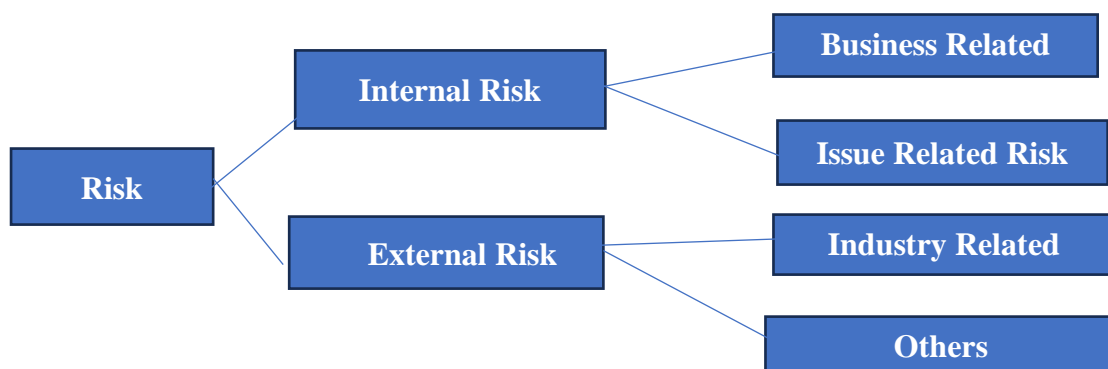 Business Related
Internal Risk
Issue Related Risk
Risk
Industry Related
External Risk
Others